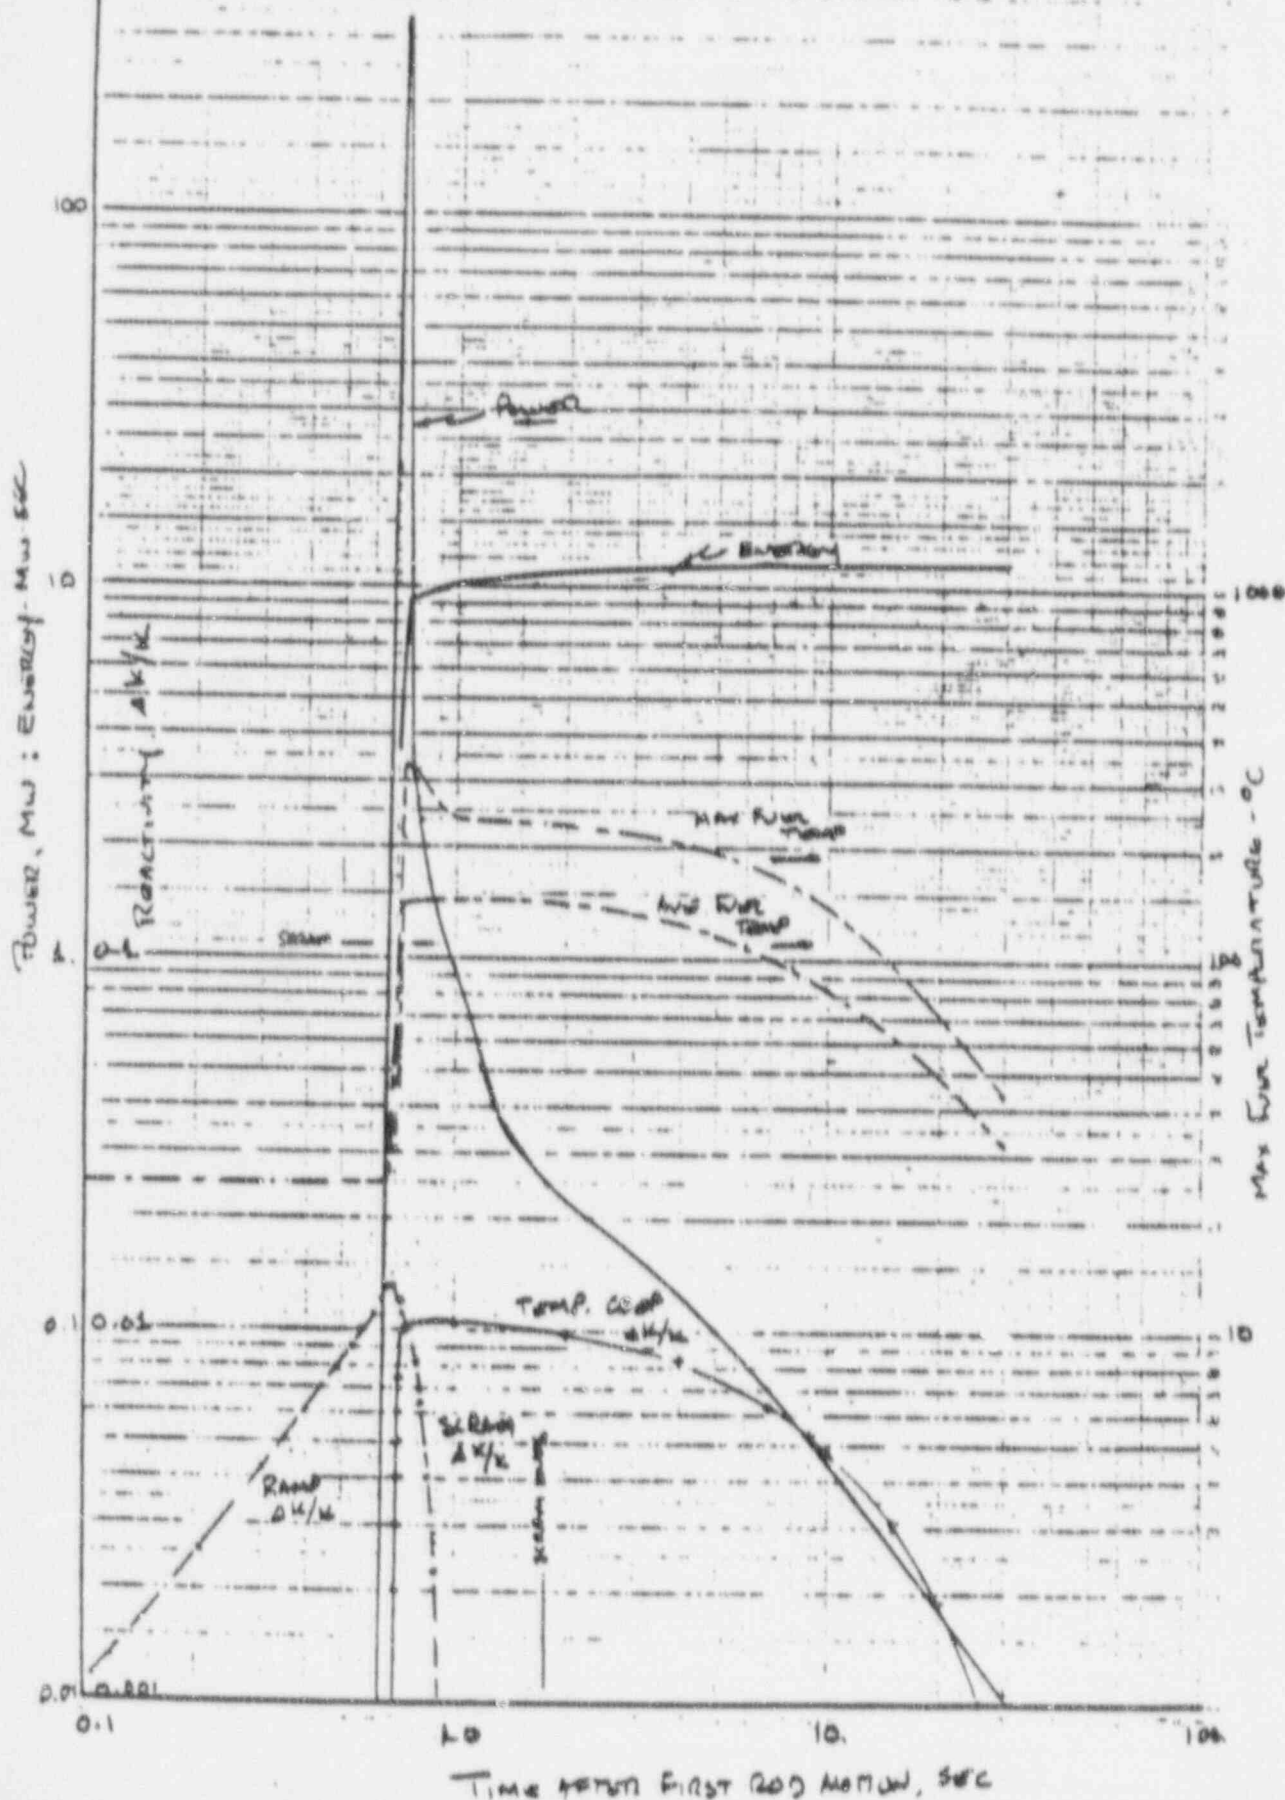 100
POWER
ENERGY
10
1000
POWER, MW : ENERGY - MW SEC
REACTIVITY ΔK/K
MAX FUEL
TEMP
AVG FUEL
TEMP
SCRAM
1.
0.1
100
MAX FUEL TEMPERATURE - °C
0.1
0.01
TEMP. COMP
ΔK/K
10
SCRAM
ΔK/K
RAMP
ΔK/K
SCRAM
0.01
0.001
0.1
1.0
10.
100.
TIME AFTER FIRST ROD MOTION, SEC